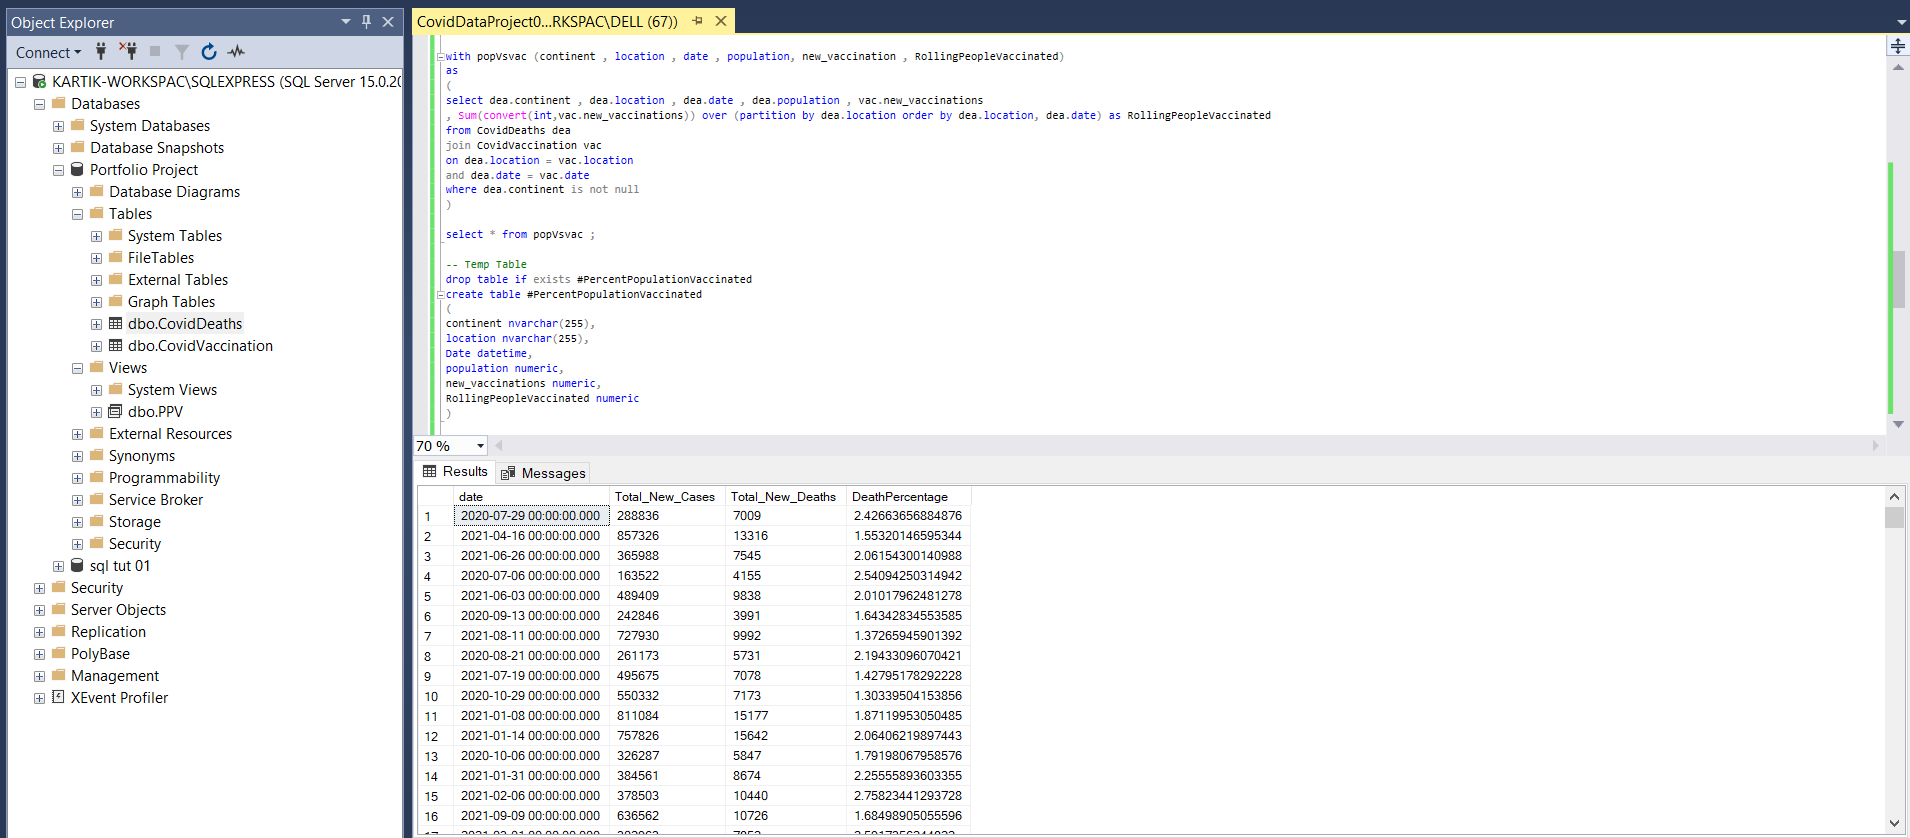 Object Explorer
Connect
KARTIK-WORKSPAC\SQLEXPRESS (SQL Server 15.0.20
Databases
System Databases
Database Snapshots
Portfolio Project
Database Diagrams
Tables
System Tables
FileTables
External Tables
Graph Tables
dbo.CovidDeaths
dbo.CovidVaccination
Views
System Views
dbo.PPV
External Resources
Synonyms
Programmability
Service Broker
Storage
Security
sql tut 01
Security
Server Objects
Replication
PolyBase
Management
XEvent Profiler
CovidDataProject0...RKSPAC\DELL (67))
with popVsvac (continent , location , date , population, new_vaccination , RollingPeopleVaccinated)
as
(
select dea.continent , dea.location , dea.date , dea.population , vac.new_vaccinations
, Sum(convert(int,vac.new_vaccinations)) over (partition by dea.location order by dea.location, dea.date) as RollingPeopleVaccinated
from CovidDeaths dea
join CovidVaccination vac
on dea.location = vac.location
and dea.date = vac.date
where dea.continent is not null
)
select * from popVsvac ;
-- Temp Table
drop table if exists #PercentPopulationVaccinated
create table #PercentPopulationVaccinated
(
continent nvarchar(255),
location nvarchar(255),
Date datetime,
population numeric,
new_vaccinations numeric,
RollingPeopleVaccinated numeric
)
70 %
Results Messages
date Total_New_Cases Total_New_Deaths DeathPercentage
1 2020-07-29 00:00:00.000 288836 7009 2.42663656884876
2 2021-04-16 00:00:00.000 857326 13316 1.55320146595344
3 2021-06-26 00:00:00.000 365988 7545 2.06154300140988
4 2020-07-06 00:00:00.000 163522 4155 2.54094250314942
5 2021-06-03 00:00:00.000 489409 9838 2.01017962481278
6 2020-09-13 00:00:00.000 242846 3991 1.64342834553585
7 2021-08-11 00:00:00.000 727930 9992 1.37265945901392
8 2020-08-21 00:00:00.000 261173 5731 2.19433096070421
9 2021-07-19 00:00:00.000 495675 7078 1.42795178292228
10 2020-10-29 00:00:00.000 550332 7173 1.30339504153856
11 2021-01-08 00:00:00.000 811084 15177 1.87119953050485
12 2021-01-14 00:00:00.000 757826 15642 2.06406219897443
13 2020-10-06 00:00:00.000 326287 5847 1.79198067958576
14 2021-01-31 00:00:00.000 384561 8674 2.25555893603355
15 2021-02-06 00:00:00.000 378503 10440 2.75823441293728
16 2021-09-09 00:00:00.000 636562 10726 1.68498905055596